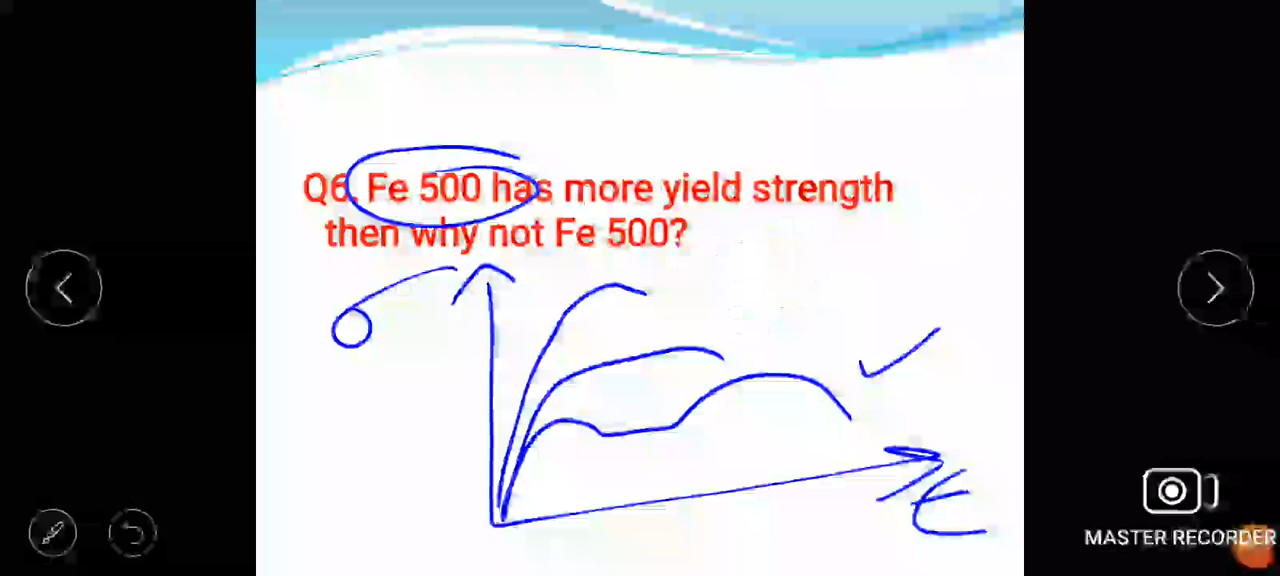 Q6. Fe 500 has more yield strength
then why not Fe 500?
σ
ε
MASTER RECORDER